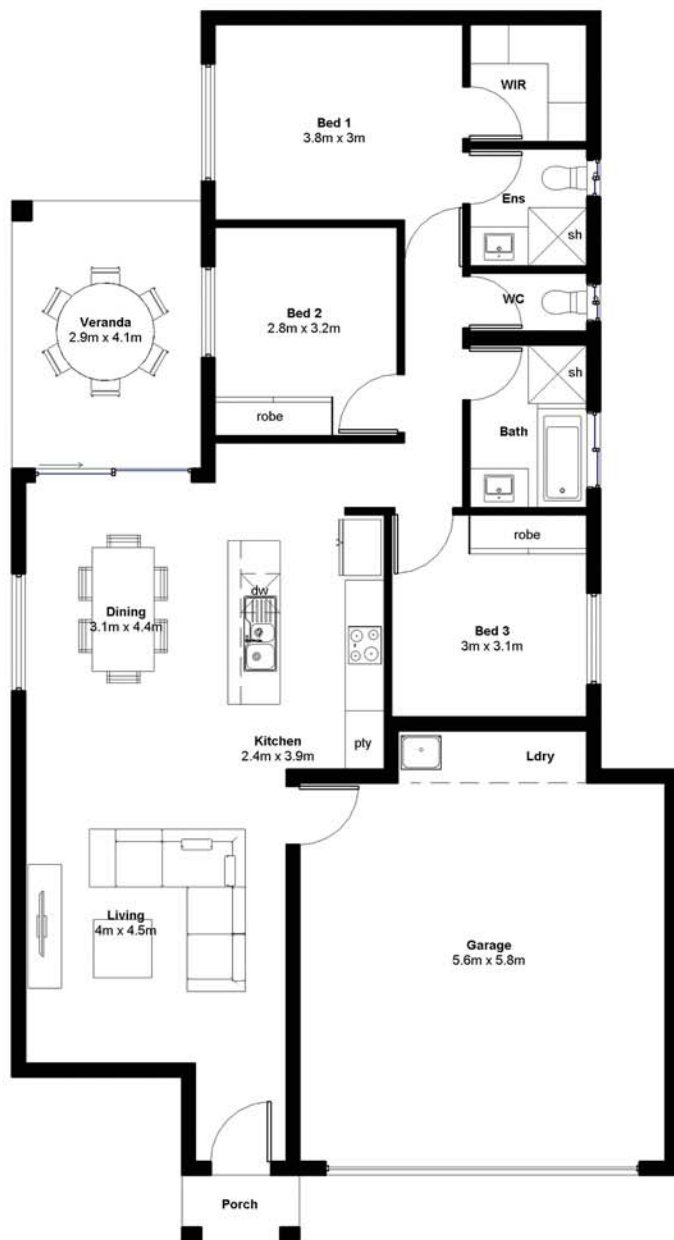 WIR
Bed 1
3.8m x 3m
Ens
sh
WC
Bed 2
2.8m x 3.2m
Veranda
2.9m x 4.1m
sh
robe
Bath
robe
dw
Dining
3.1m x 4.4m
Bed 3
3m x 3.1m
Kitchen
2.4m x 3.9m
pty
Ldry
Living
4m x 4.5m
Garage
5.6m x 5.8m
Porch